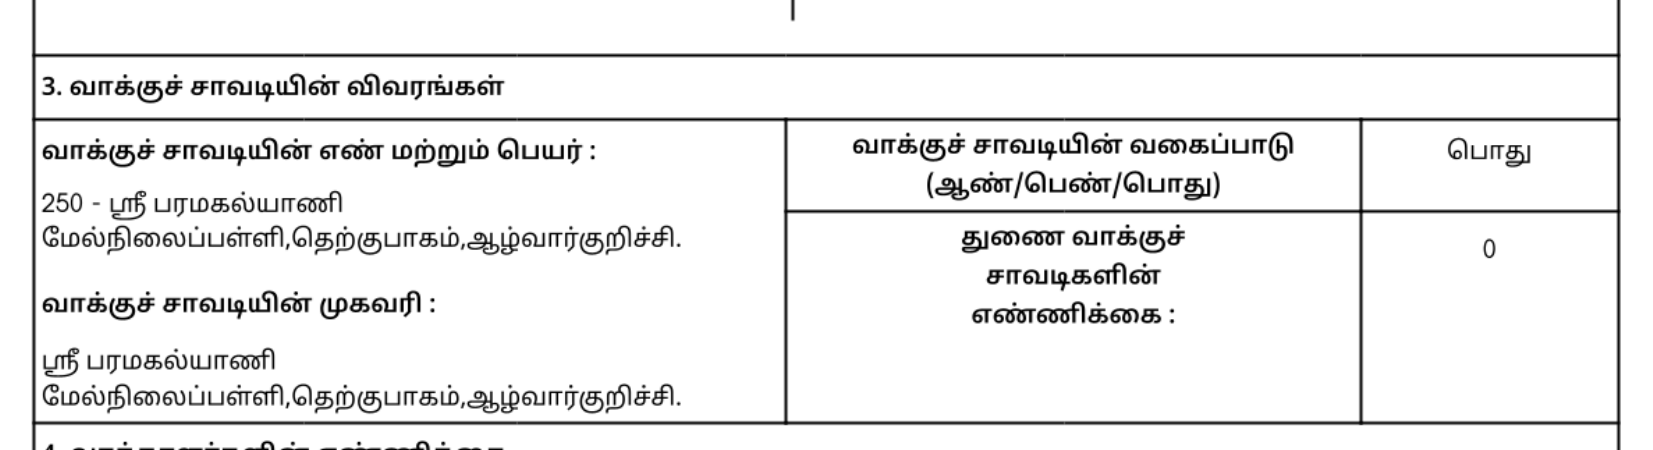 3. வாக்குச் சாவடியின் விவரங்கள்
வாக்குச் சாவடியின் எண் மற்றும் பெயர் :
250 - ஸ்ரீ பரமகல்யாணி
மேல்நிலைப்பள்ளி,தெற்குபாகம்,ஆழ்வார்குறிச்சி.
வாக்குச் சாவடியின் முகவரி :
ஸ்ரீ பரமகல்யாணி
மேல்நிலைப்பள்ளி,தெற்குபாகம்,ஆழ்வார்குறிச்சி.
வாக்குச் சாவடியின் வகைப்பாடு
(ஆண்/பெண்/பொது)
பொது
துணை வாக்குச்
சாவடிகளின்
எண்ணிக்கை :
0